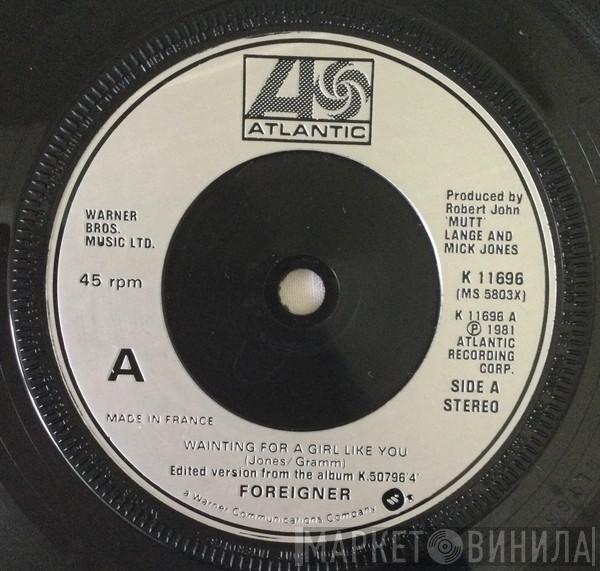 ATLANTIC
WARNER
BROS.
MUSIC LTD.
45 rpm
A
MADE IN FRANCE
Produced by
Robert John
'MUTT'
LANGE AND
MICK JONES
K 11696
(MS 5803X)
K 11696 A
℗ 1981
ATLANTIC
RECORDING
CORP.
SIDE A
STEREO
WAINTING FOR A GIRL LIKE YOU
(Jones/Gramm)
Edited version from the album K.50796'4'
FOREIGNER
a Warner Communications Company
МАРКЕТ ВИНИЛА